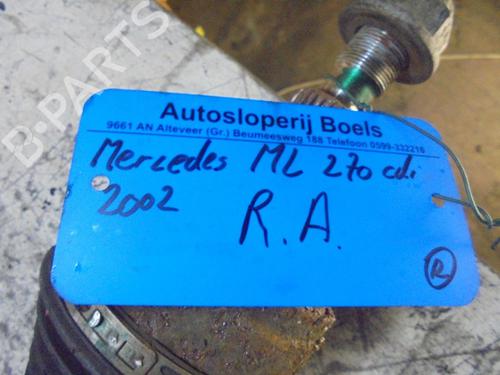 B-PARTS
Autosloperij Boels
9661 AN Alteveer (Gr.) Beumeesweg 188 Telefoon 0599-332216
Mercedes ML 270 cdi
2002
R.A.
R